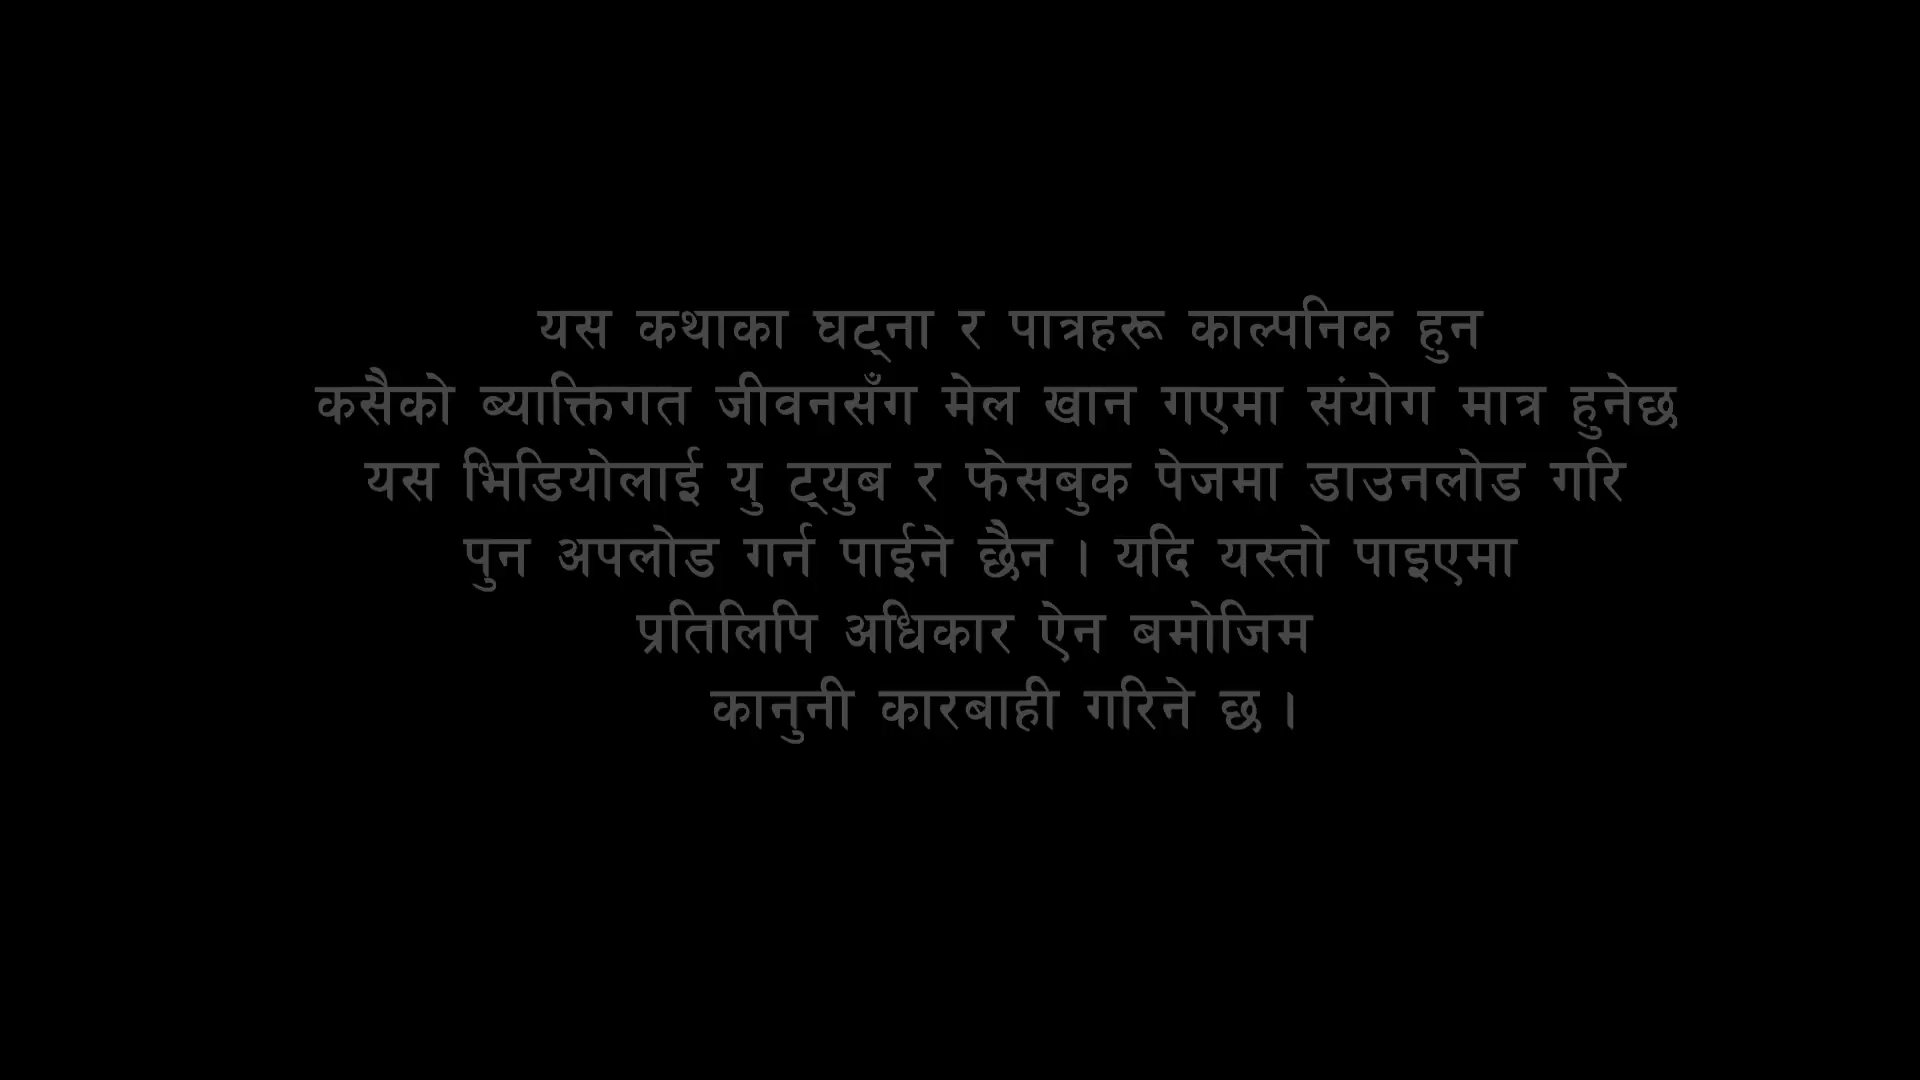 यस कथाका घट्ना र पात्रहरू काल्पनिक हुन
कसैको ब्याक्तिगत जीवनसँग मेल खान गएमा संयोग मात्र हुनेछ
यस भिडियोलाई यु ट्युब र फेसबुक पेजमा डाउनलोड गरि
पुन अपलोड गर्न पाईने छैन । यदि यस्तो पाइएमा
प्रतिलिपि अधिकार ऐन बमोजिम
कानुनी कारबाही गरिने छ ।